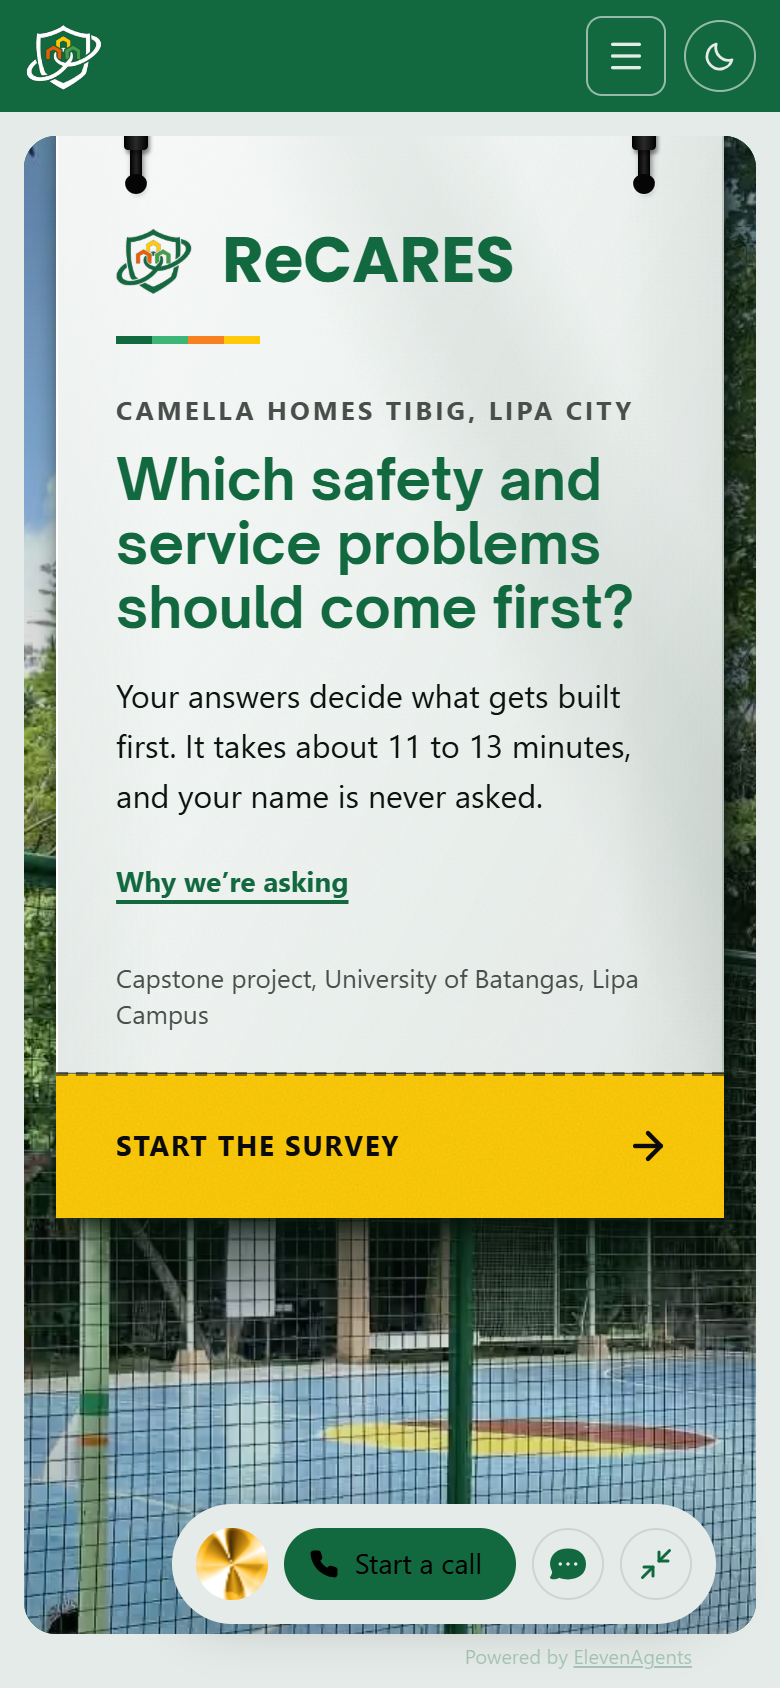 ReCARES
CAMELLA HOMES TIBIG, LIPA CITY
Which safety and
service problems
should come first?
Your answers decide what gets built
first. It takes about 11 to 13 minutes,
and your name is never asked.
Why we’re asking
Capstone project, University of Batangas, Lipa
Campus
START THE SURVEY
Start a call
Powered by ElevenAgents